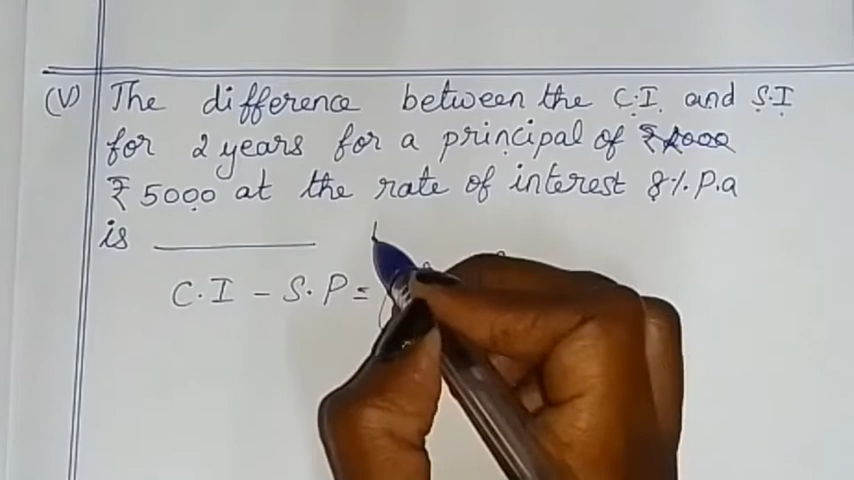 (V) The difference between the C.I. and S.I
for 2 years for a principal of ₹
₹ 5000 at the rate of interest 8% P.a
is ________
C.I - S.P = (